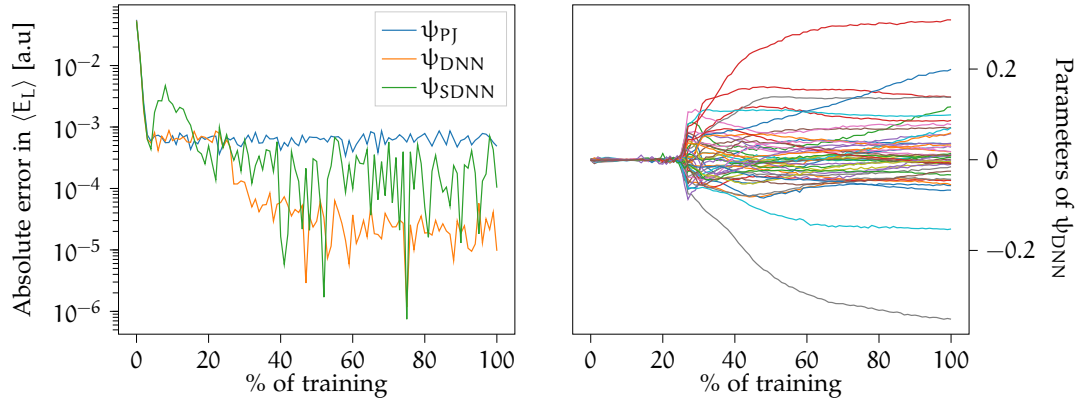 Absolute error in ⟨E_L⟩ [a.u]
10⁻²
10⁻³
10⁻⁴
10⁻⁵
10⁻⁶
ψ_PJ
ψ_DNN
ψ_SDNN
0 20 40 60 80 100
% of training
0.2
0
−0.2
Parameters of ψ_DNN
0 20 40 60 80 100
% of training